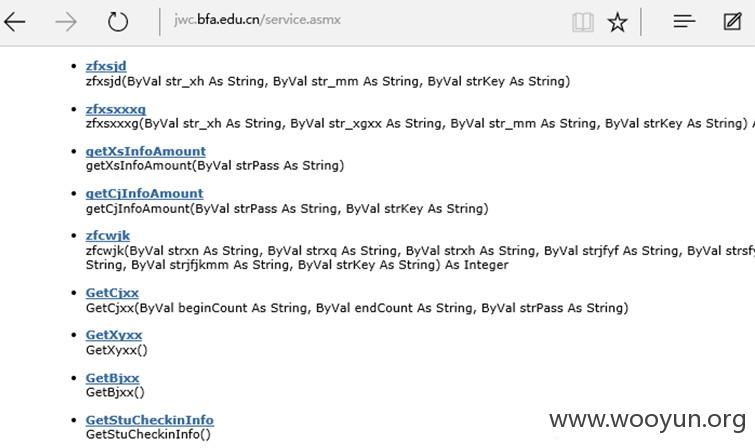 jwc.bfa.edu.cn/service.asmx
zfxsjd
zfxsjd(ByVal str_xh As String, ByVal str_mm As String, ByVal strKey As String)
zfxsxxxg
zfxsxxxg(ByVal str_xh As String, ByVal str_xgxx As String, ByVal str_mm As String, ByVal strKey As String) A
getXsInfoAmount
getXsInfoAmount(ByVal strPass As String)
getCjInfoAmount
getCjInfoAmount(ByVal strPass As String, ByVal strKey As String)
zfcwjk
zfcwjk(ByVal strxn As String, ByVal strxq As String, ByVal strxh As String, ByVal strjfyf As String, ByVal strsfy
String, ByVal strjfjkmm As String, ByVal strKey As String) As Integer
GetCjxx
GetCjxx(ByVal beginCount As String, ByVal endCount As String, ByVal strPass As String)
GetXyxx
GetXyxx()
GetBjxx
GetBjxx()
GetStuCheckinInfo
GetStuCheckinInfo()
www.wooyun.org